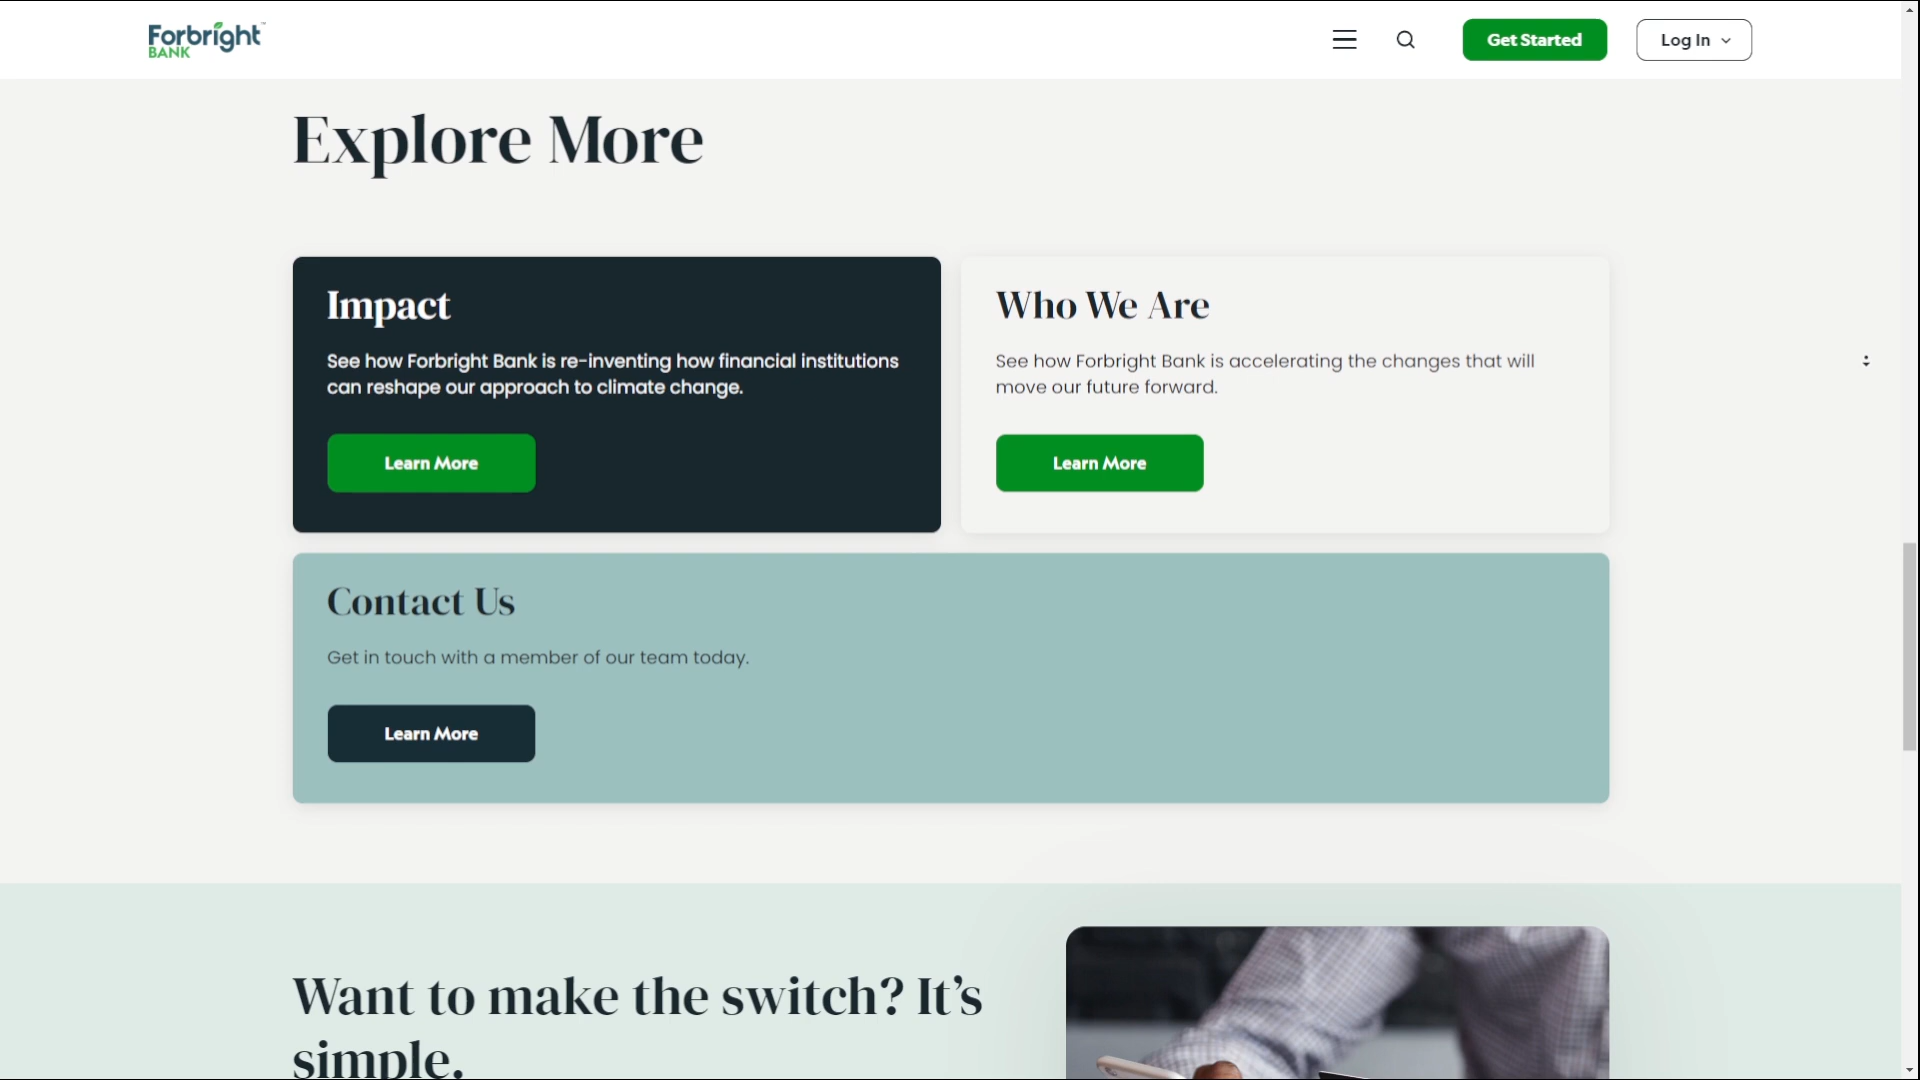 Forbright™
BANK
Get Started
Log In
Explore More
Impact
See how Forbright Bank is re-inventing how financial institutions
can reshape our approach to climate change.
Learn More
Who We Are
See how Forbright Bank is accelerating the changes that will
move our future forward.
Learn More
Contact Us
Get in touch with a member of our team today.
Learn More
Want to make the switch? It’s
simple.